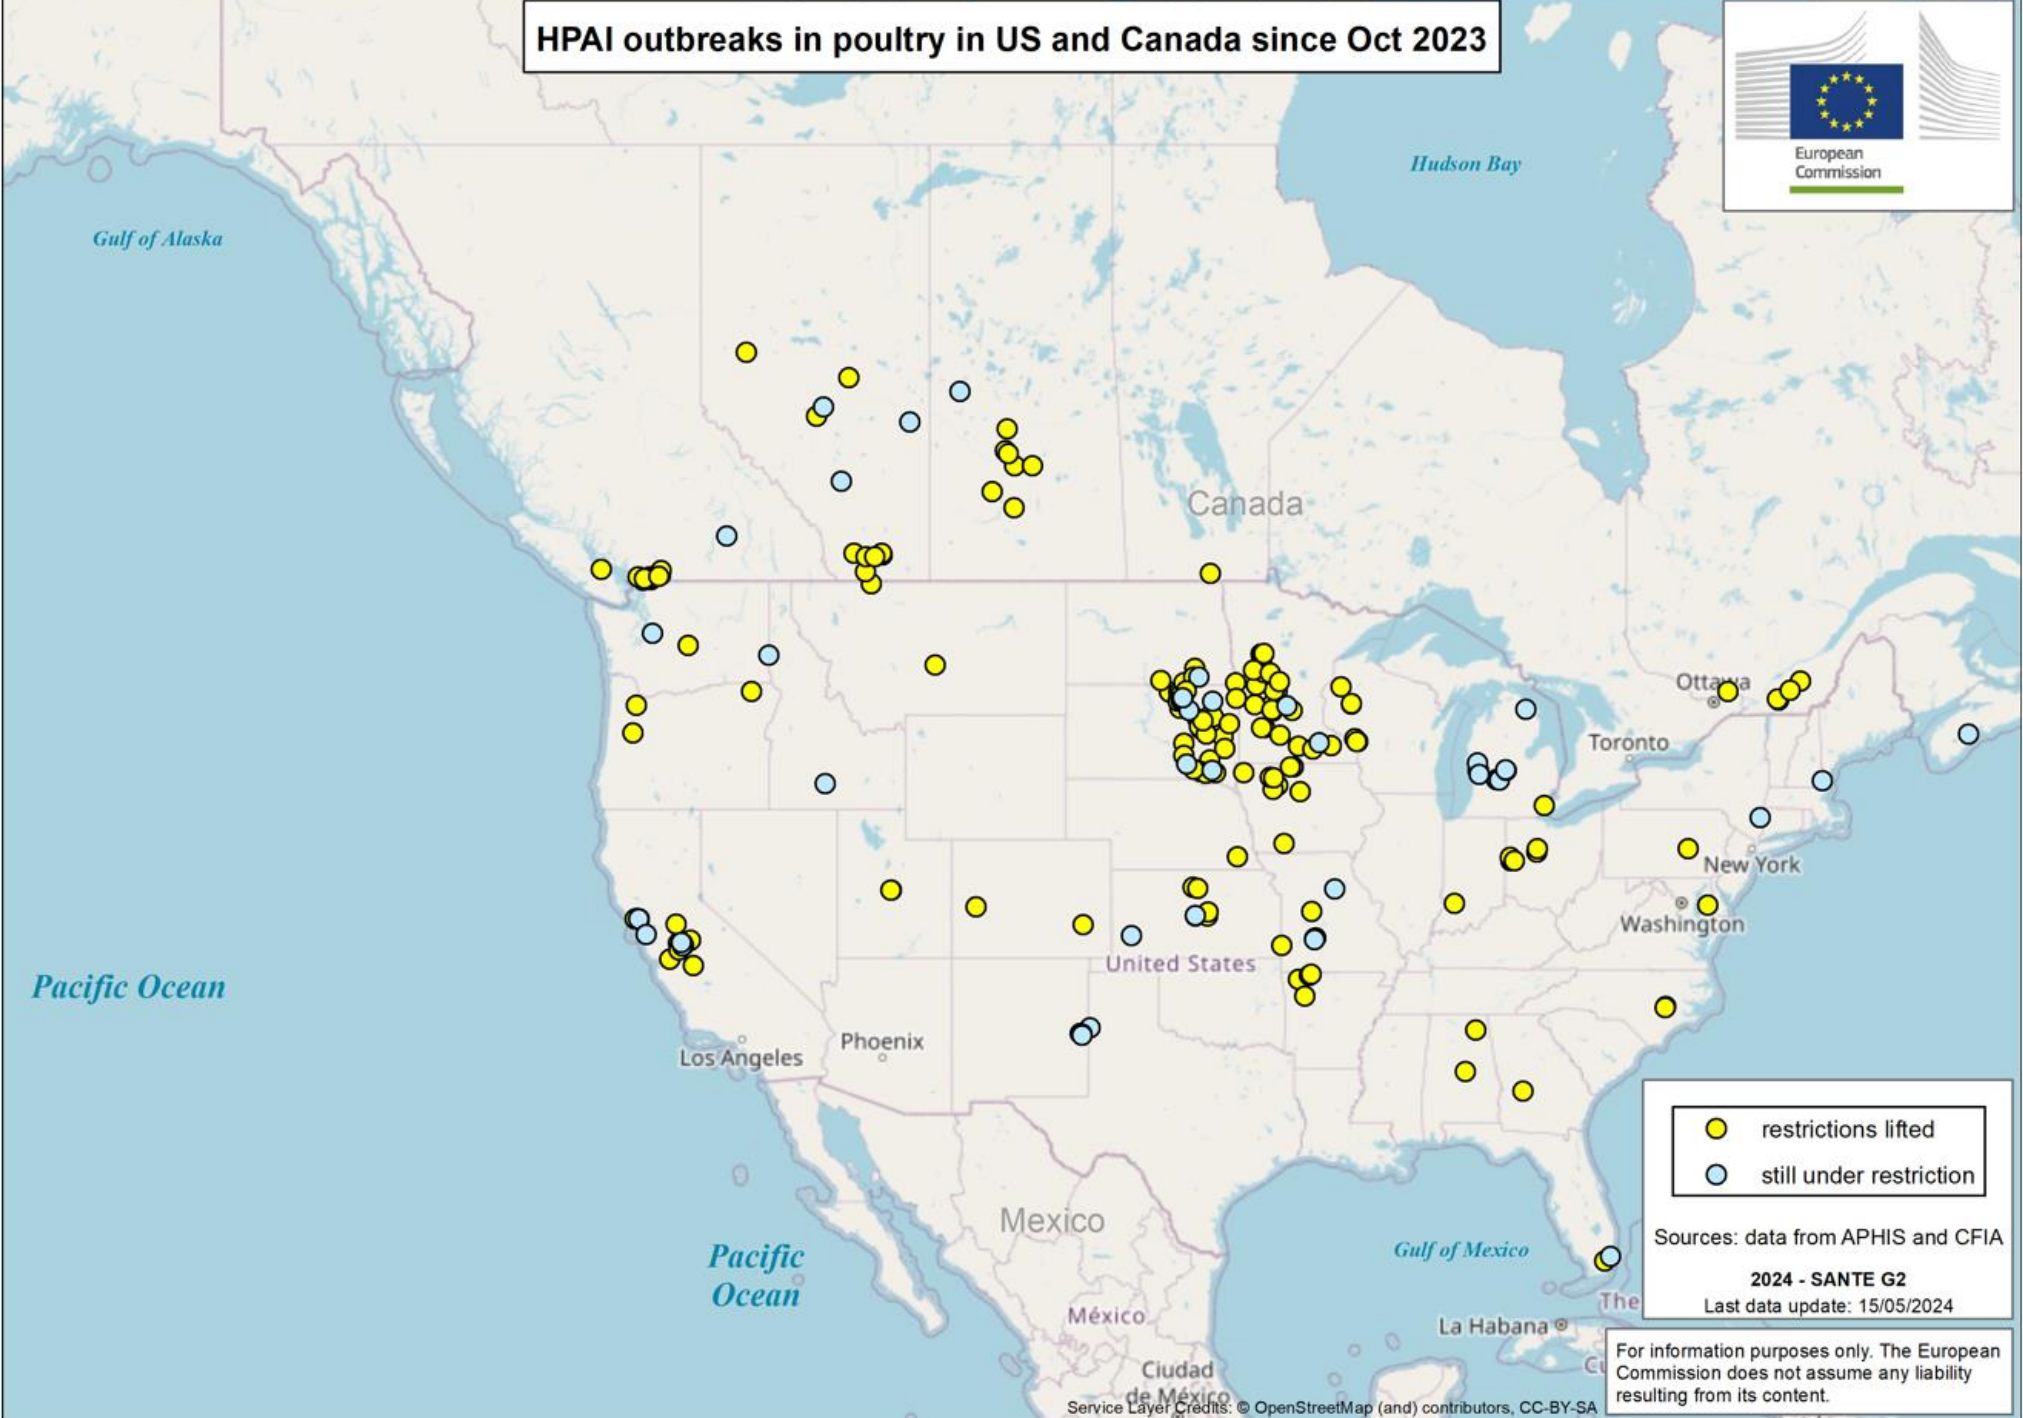 HPAI outbreaks in poultry in US and Canada since Oct 2023
European
Commission
Hudson Bay
Gulf of Alaska
Canada
Ottawa
Toronto
New York
Washington
United States
Pacific Ocean
Phoenix
Los Angeles
restrictions lifted
still under restriction
Sources: data from APHIS and CFIA
2024 - SANTE G2
Last data update: 15/05/2024
Mexico
Gulf of Mexico
Pacific
Ocean
The
México
La Habana
For information purposes only. The European
Commission does not assume any liability
resulting from its content.
Ciudad
de México
Service Layer Credits: © OpenStreetMap (and) contributors, CC-BY-SA